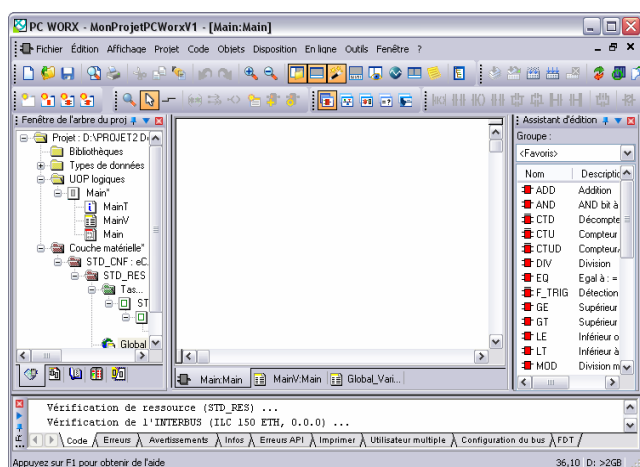 PC WORX - MonProjetPCWorxV1 - [Main:Main]
Fichier Édition Affichage Projet Code Objets Disposition En ligne Outils Fenêtre ?
Fenêtre de l'arbre du proj
Projet : D:\PROJET2 D
Bibliothèques
Types de données
UOP logiques
Main*
MainT
MainV
Main
Couche matérielle*
STD_CNF : eC
STD_RES
Tas...
ST
Global
Main:Main MainV:Main Global_Vari...
Assistant d'édition
Groupe :
<Favoris>
Nom Descriptic
ADD Addition
AND AND bit à
CTD Décompte
CTU Compteur
CTUD Compteur/
DIV Division
EQ Egal à : =
F_TRIG Détection
GE Supérieur
GT Supérieur
LE Inférieur o
LT Inférieur à
MOD Division m
Vérification de ressource (STD_RES) ...
Vérification de l'INTERBUS (ILC 150 ETH, 0.0.0) ...
Code Erreurs Avertissements Infos Erreurs API Imprimer Utilisateur multiple Configuration du bus FDT
Appuyez sur F1 pour obtenir de l'aide 36,10 D: >2GB